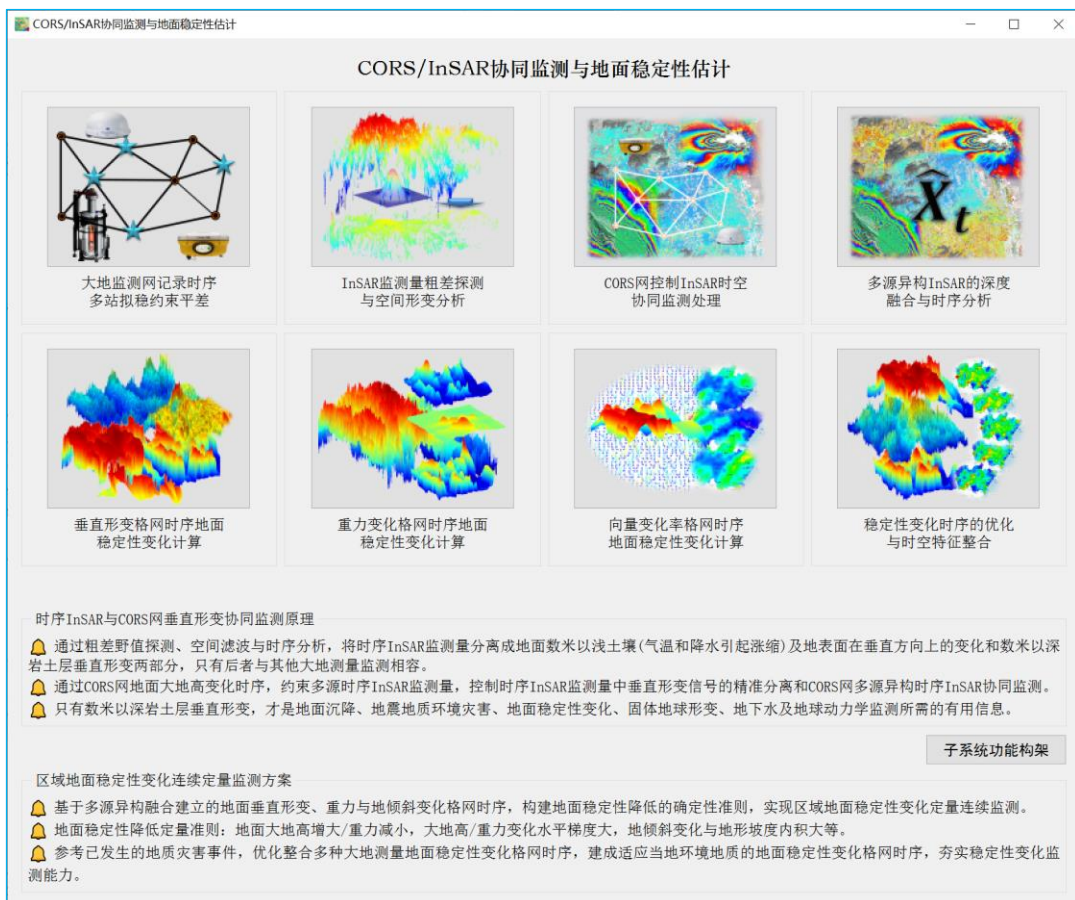 CORS/InSAR协同监测与地面稳定性估计
CORS/InSAR协同监测与地面稳定性估计
大地监测网记录时序
多站拟稳约束平差
InSAR监测量粗差探测
与空间形变分析
CORS网控制InSAR时空
协同监测处理
X̂t
多源异构InSAR的深度
融合与时序分析
垂直形变格网时序地面
稳定性变化计算
重力变化格网时序地面
稳定性变化计算
向量变化率格网时序
地面稳定性变化计算
稳定性变化时序的优化
与时空特征整合
时序InSAR与CORS网垂直形变协同监测原理
通过粗差野值探测、空间滤波与时序分析，将时序InSAR监测量分离成地面数米以浅土壤(气温和降水引起涨缩)及地表面在垂直方向上的变化和数米以深
岩土层垂直形变两部分，只有后者与其他大地测量监测相容。
通过CORS网地面大地高变化时序，约束多源时序InSAR监测量，控制时序InSAR监测量中垂直形变信号的精准分离和CORS网多源异构时序InSAR协同监测。
只有数米以深岩土层垂直形变，才是地面沉降、地震地质环境灾害、地面稳定性变化、固体地球形变、地下水及地球动力学监测所需的有用信息。
子系统功能构架
区域地面稳定性变化连续定量监测方案
基于多源异构融合建立的地面垂直形变、重力与地倾斜变化格网时序，构建地面稳定性降低的确定性准则，实现区域地面稳定性变化定量连续监测。
地面稳定性降低定量准则：地面大地高增大/重力减小，大地高/重力变化水平梯度大，地倾斜变化与地形坡度内积大等。
参考已发生的地质灾害事件，优化整合多种大地测量地面稳定性变化格网时序，建成适应当地环境地质的地面稳定性变化格网时序，夯实稳定性变化监
测能力。